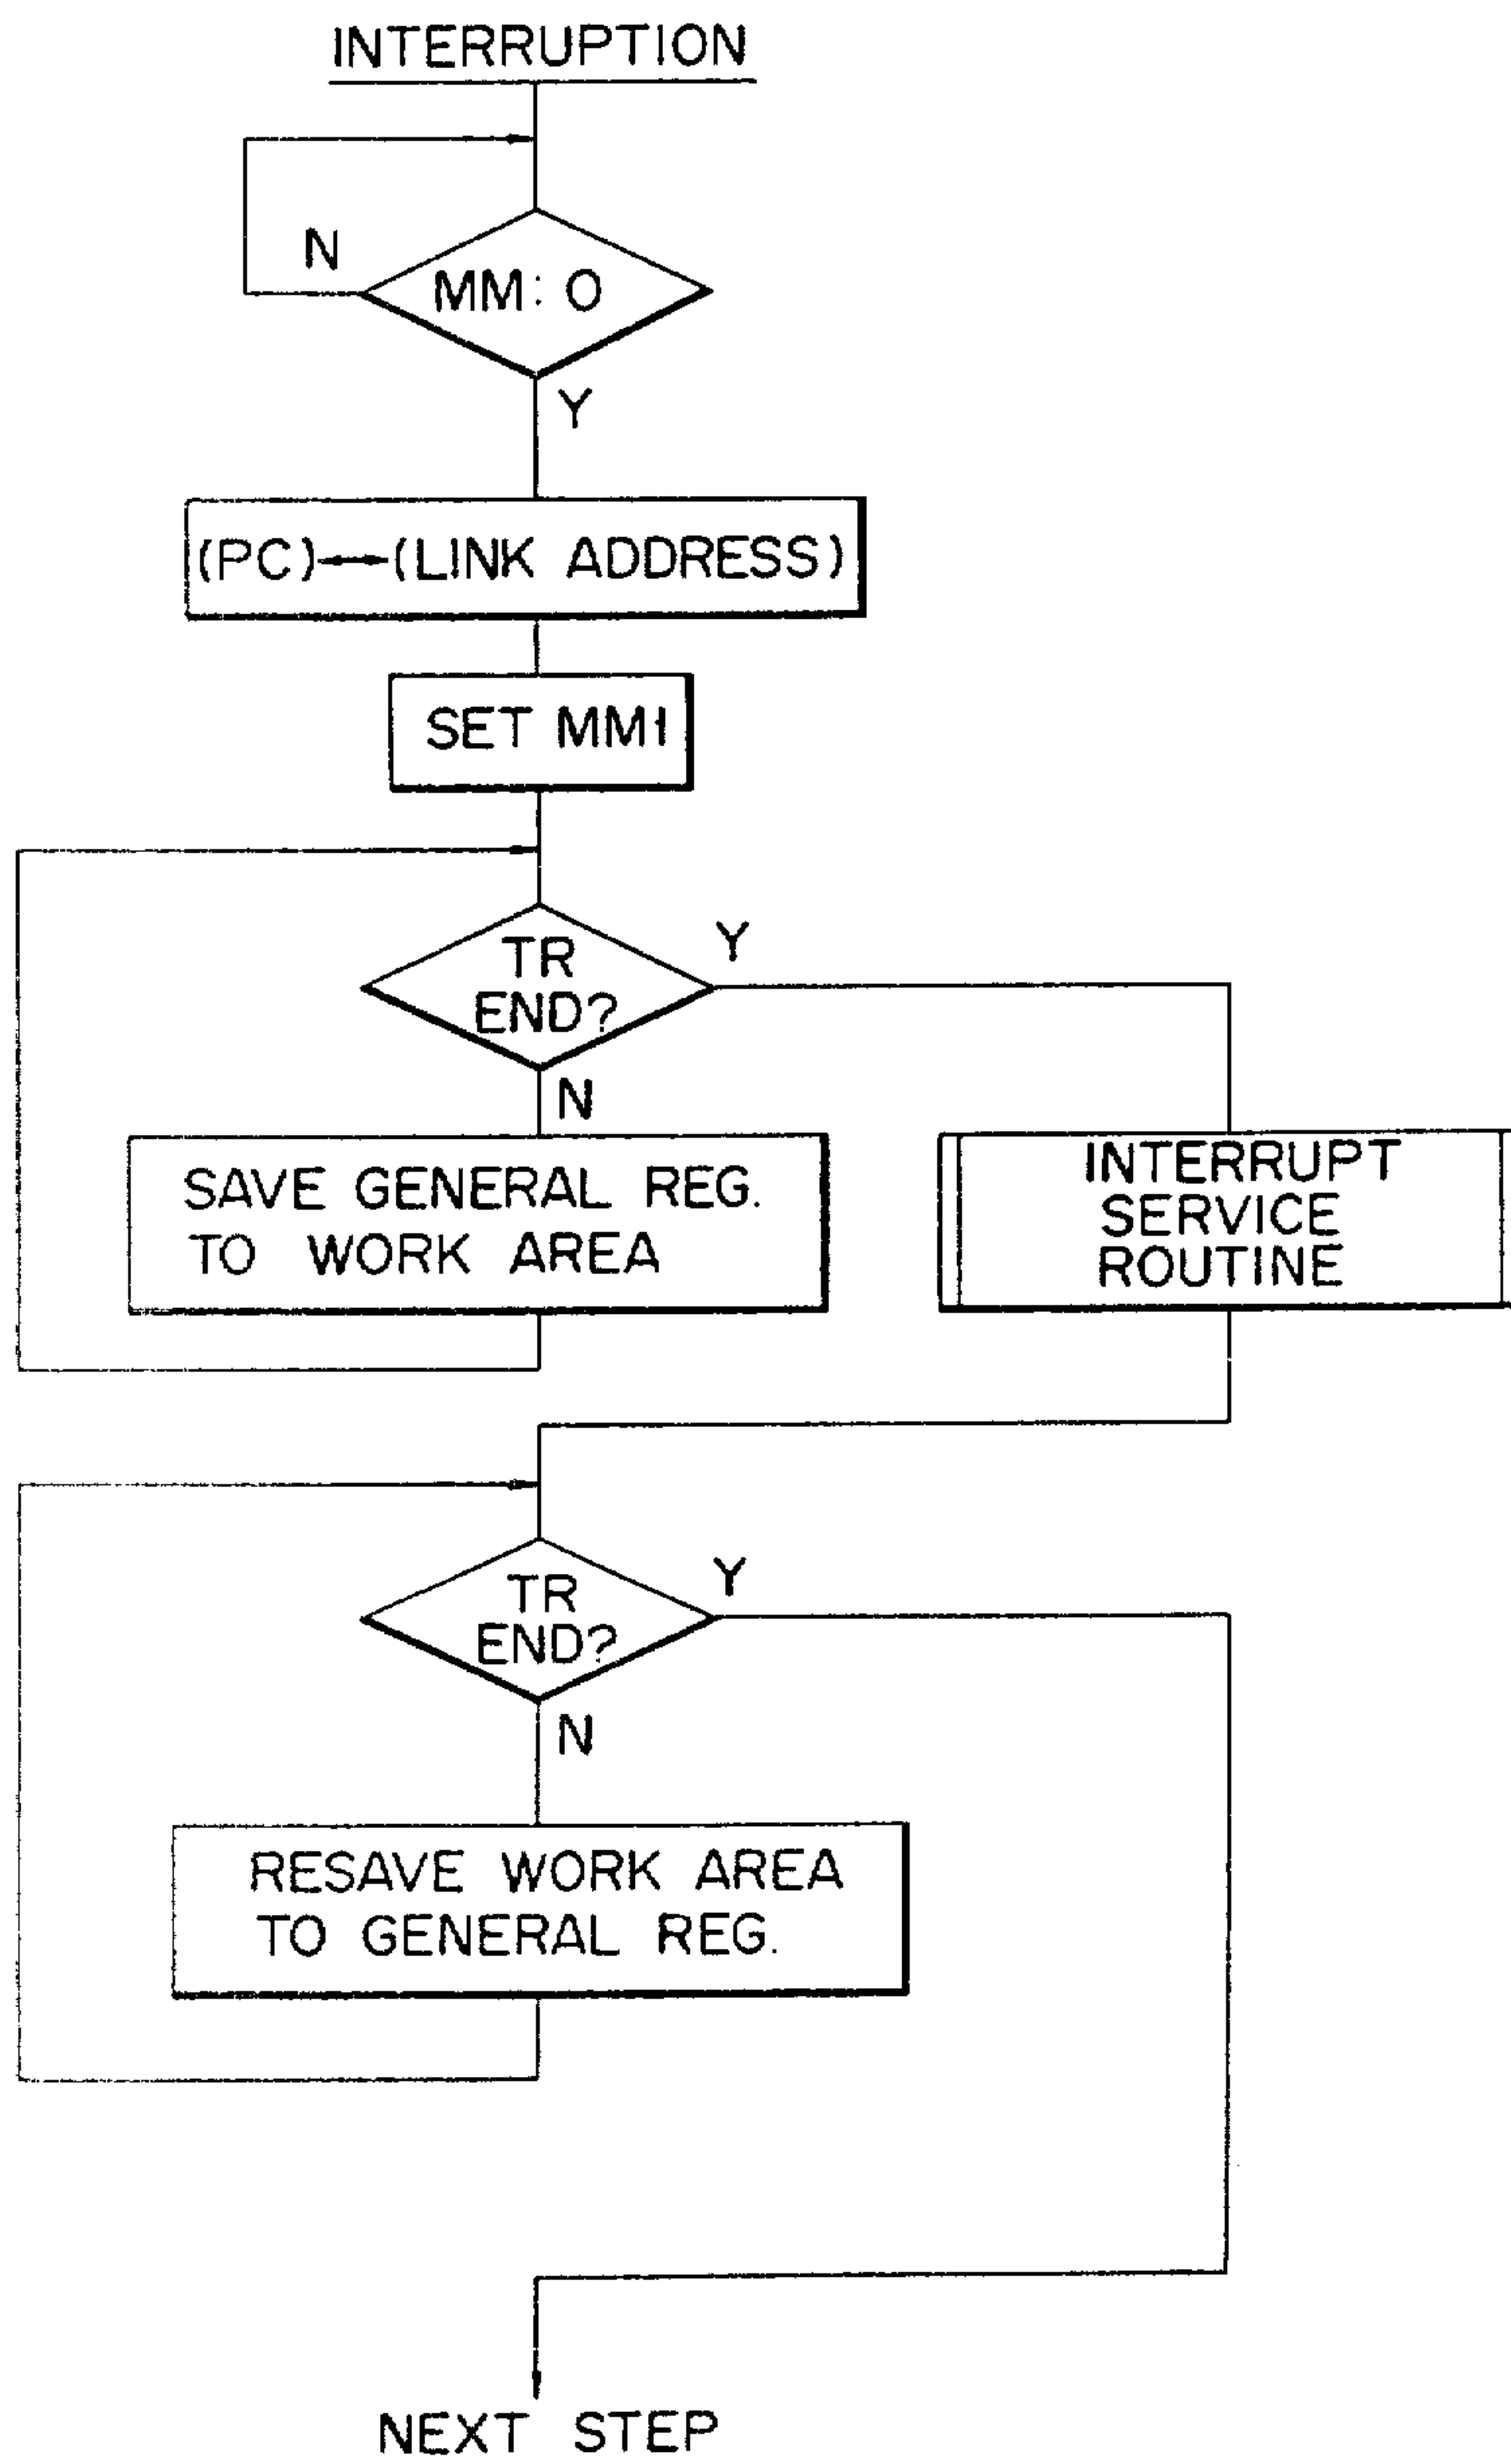 INTERRUPTION
N
MM: 0
Y
(PC)↔(LINK ADDRESS)
SET MM1
TR
END?
Y
N
SAVE GENERAL REG.
TO WORK AREA
INTERRUPT
SERVICE
ROUTINE
TR
END?
Y
N
RESAVE WORK AREA
TO GENERAL REG.
NEXT STEP